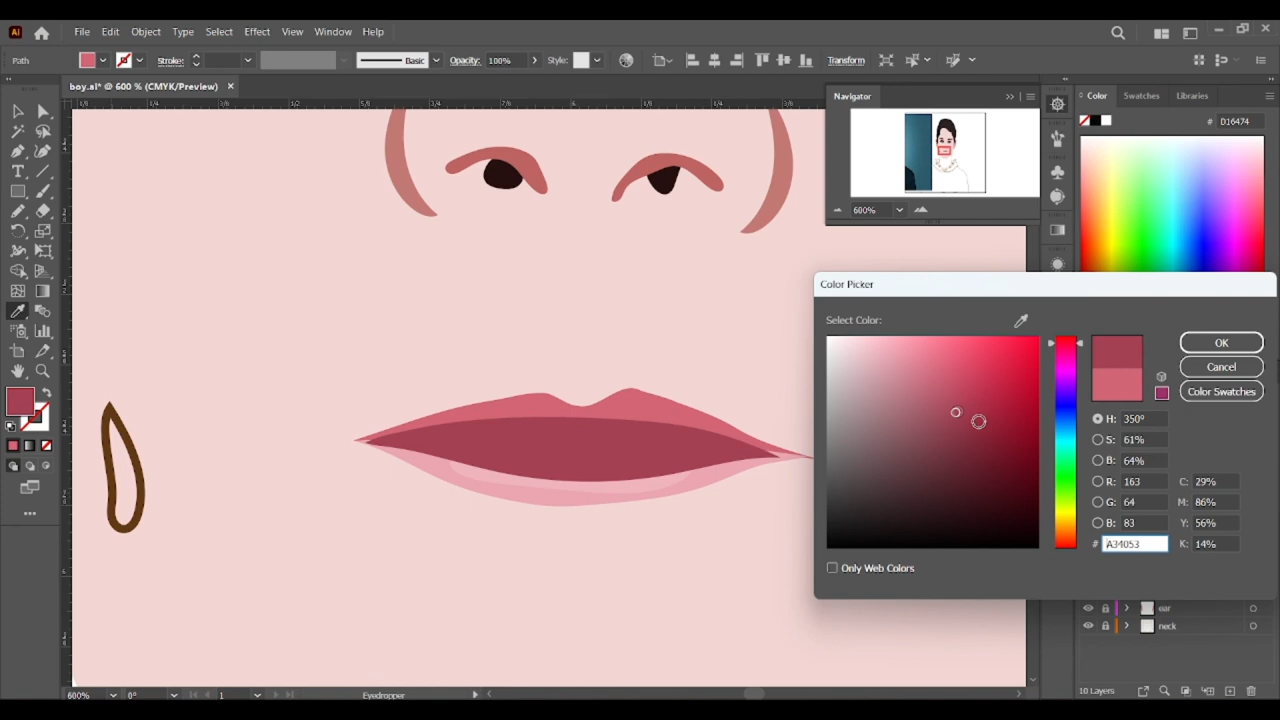 Ai File Edit Object Type Select Effect View Window Help
Path Stroke: Basic Opacity: 100% Style: Transform
boy.ai* @ 600 % (CMYK/Preview)
Navigator
600%
Color Swatches Libraries
# D16474
Color Picker
Select Color:
OK
Cancel
Color Swatches
H: 350°
S: 61%
B: 64%
R: 163 C: 29%
G: 64 M: 86%
B: 83 Y: 56%
# A34053 K: 14%
Only Web Colors
ear
neck
10 Layers
600% 0° 1 Eyedropper